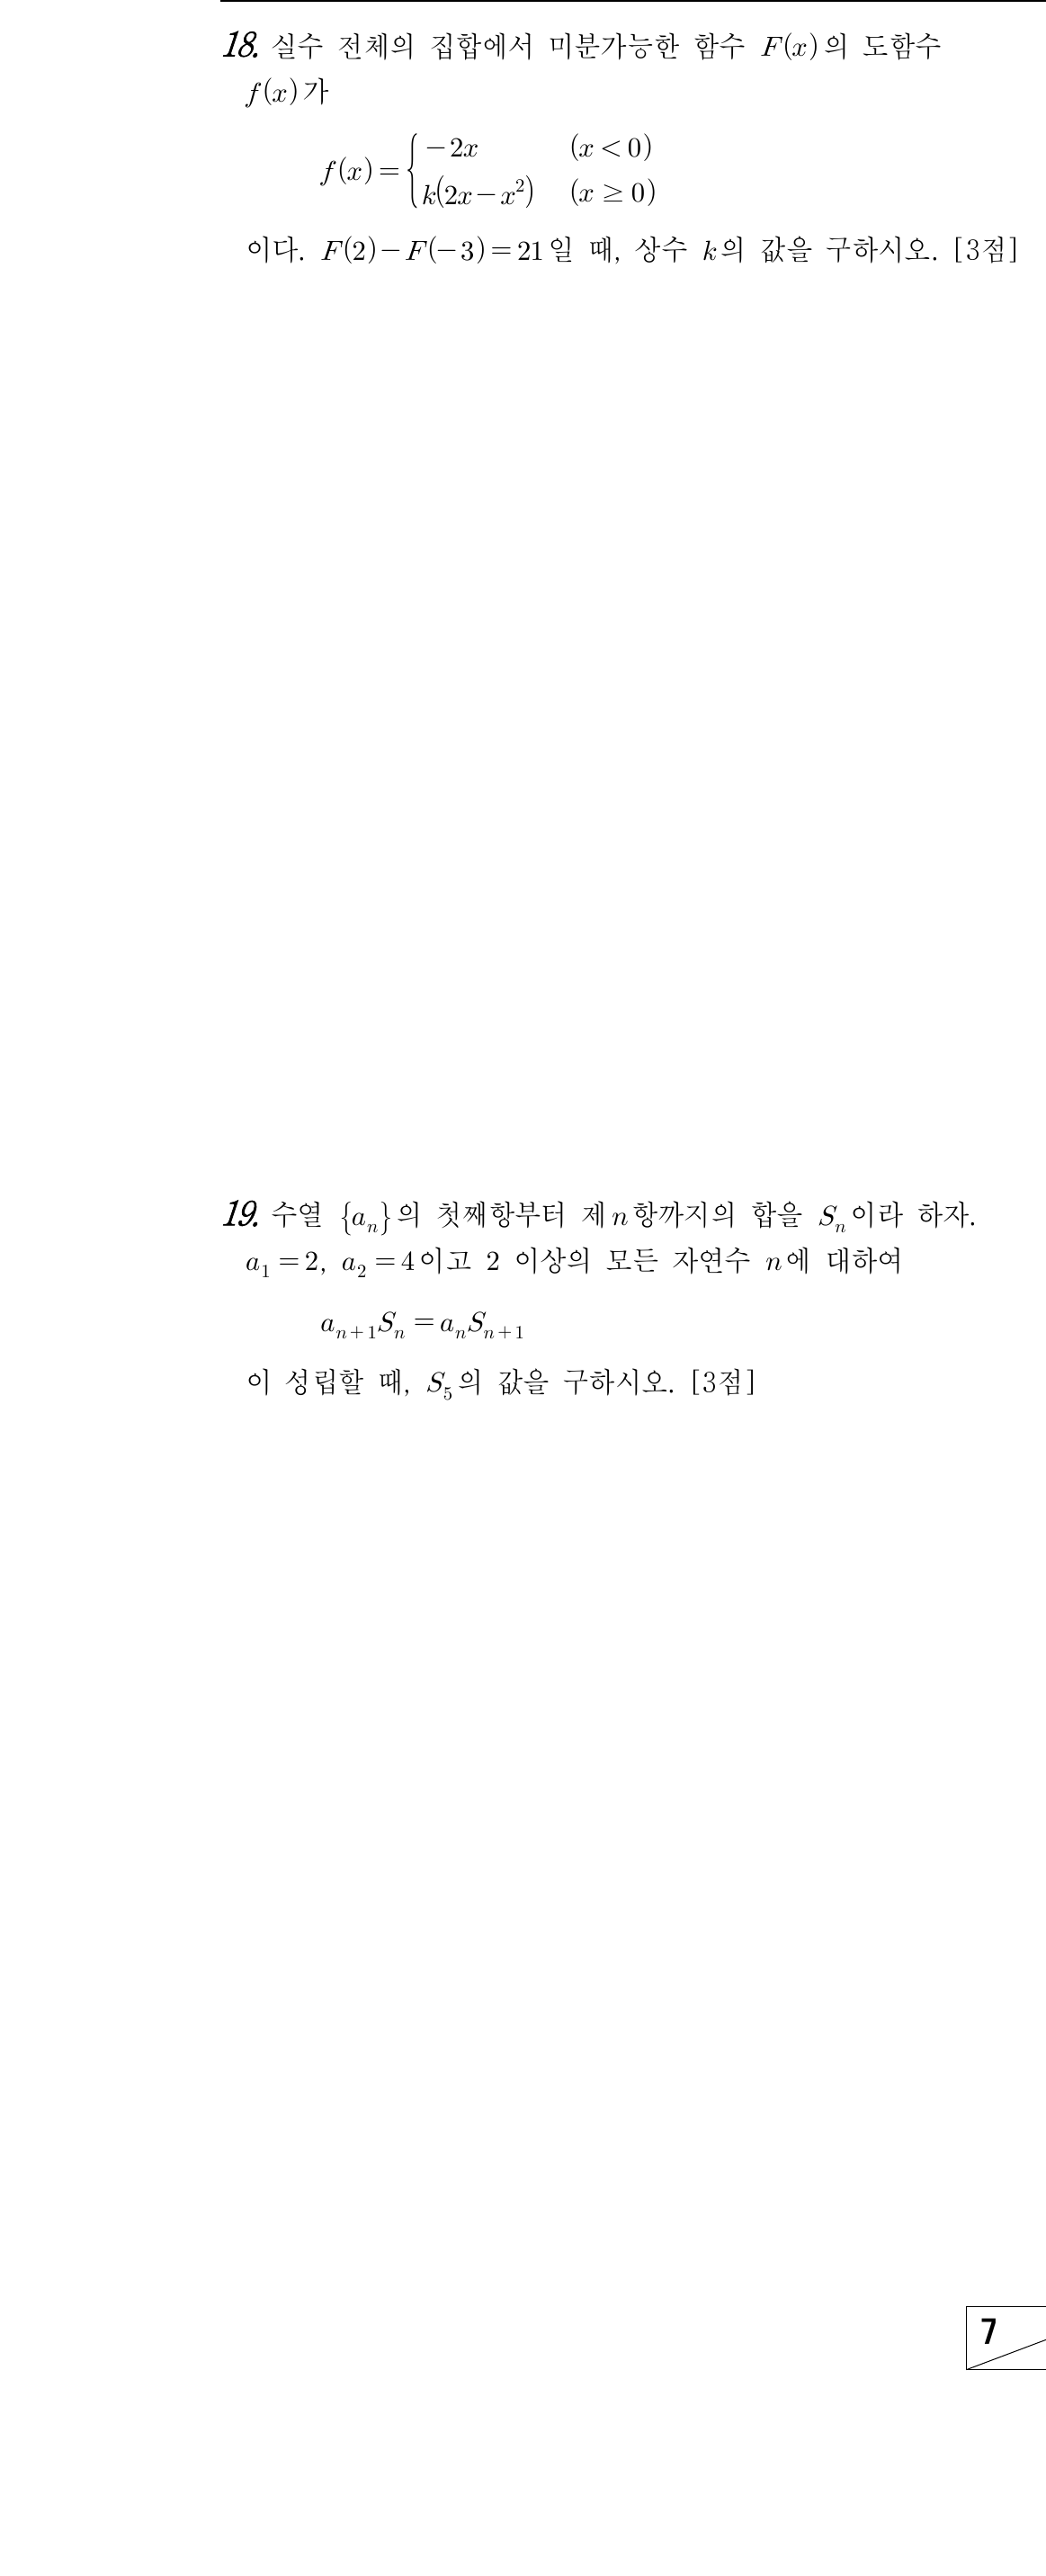 18. 실수 전체의 집합에서 미분가능한 함수 F(x)의 도함수
f(x)가
f(x) = { -2x (x < 0)
k(2x - x²) (x ≥ 0)
이다. F(2) - F(-3) = 21일 때, 상수 k의 값을 구하시오. [3점]
19. 수열 {aₙ}의 첫째항부터 제n항까지의 합을 Sₙ이라 하자.
a₁ = 2, a₂ = 4이고 2 이상의 모든 자연수 n에 대하여
aₙ₊₁Sₙ = aₙSₙ₊₁
이 성립할 때, S₅의 값을 구하시오. [3점]
7